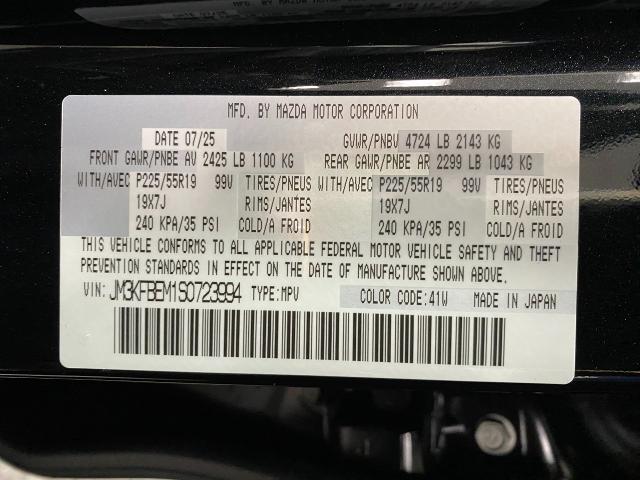 MFD. BY MAZDA MOTOR CORPORATION
DATE 07/25 GVWR/PNBV 4724 LB 2143 KG
FRONT GAWR/PNBE AV 2425 LB 1100 KG REAR GAWR/PNBE AR 2299 LB 1043 KG
WITH/AVEC P225/55R19 99V TIRES/PNEUS WITH/AVEC P225/55R19 99V TIRES/PNEUS
19X7J RIMS/JANTES 19X7J RIMS/JANTES
240 KPA/35 PSI COLD/A FROID 240 KPA/35 PSI COLD/A FROID
THIS VEHICLE CONFORMS TO ALL APPLICABLE FEDERAL MOTOR VEHICLE SAFETY AND THEFT
PREVENTION STANDARDS IN EFFECT ON THE DATE OF MANUFACTURE SHOWN ABOVE.
VIN: JM3KFBEM1S0723994 TYPE:MPV COLOR CODE:41W MADE IN JAPAN